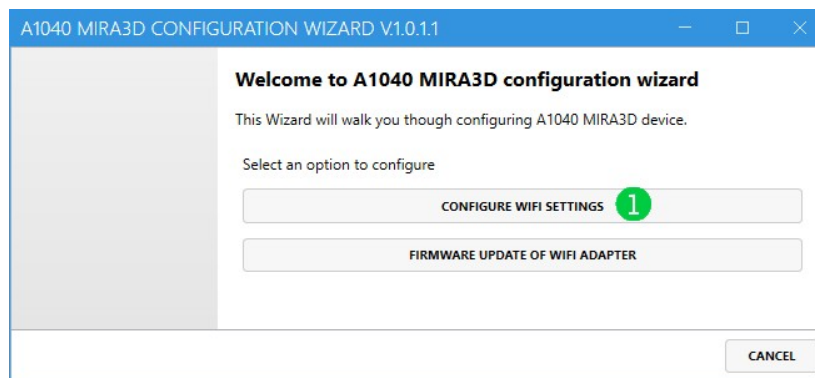 A1040 MIRA3D CONFIGURATION WIZARD V.1.0.1.1
Welcome to A1040 MIRA3D configuration wizard
This Wizard will walk you though configuring A1040 MIRA3D device.
Select an option to configure
CONFIGURE WIFI SETTINGS 1
FIRMWARE UPDATE OF WIFI ADAPTER
CANCEL